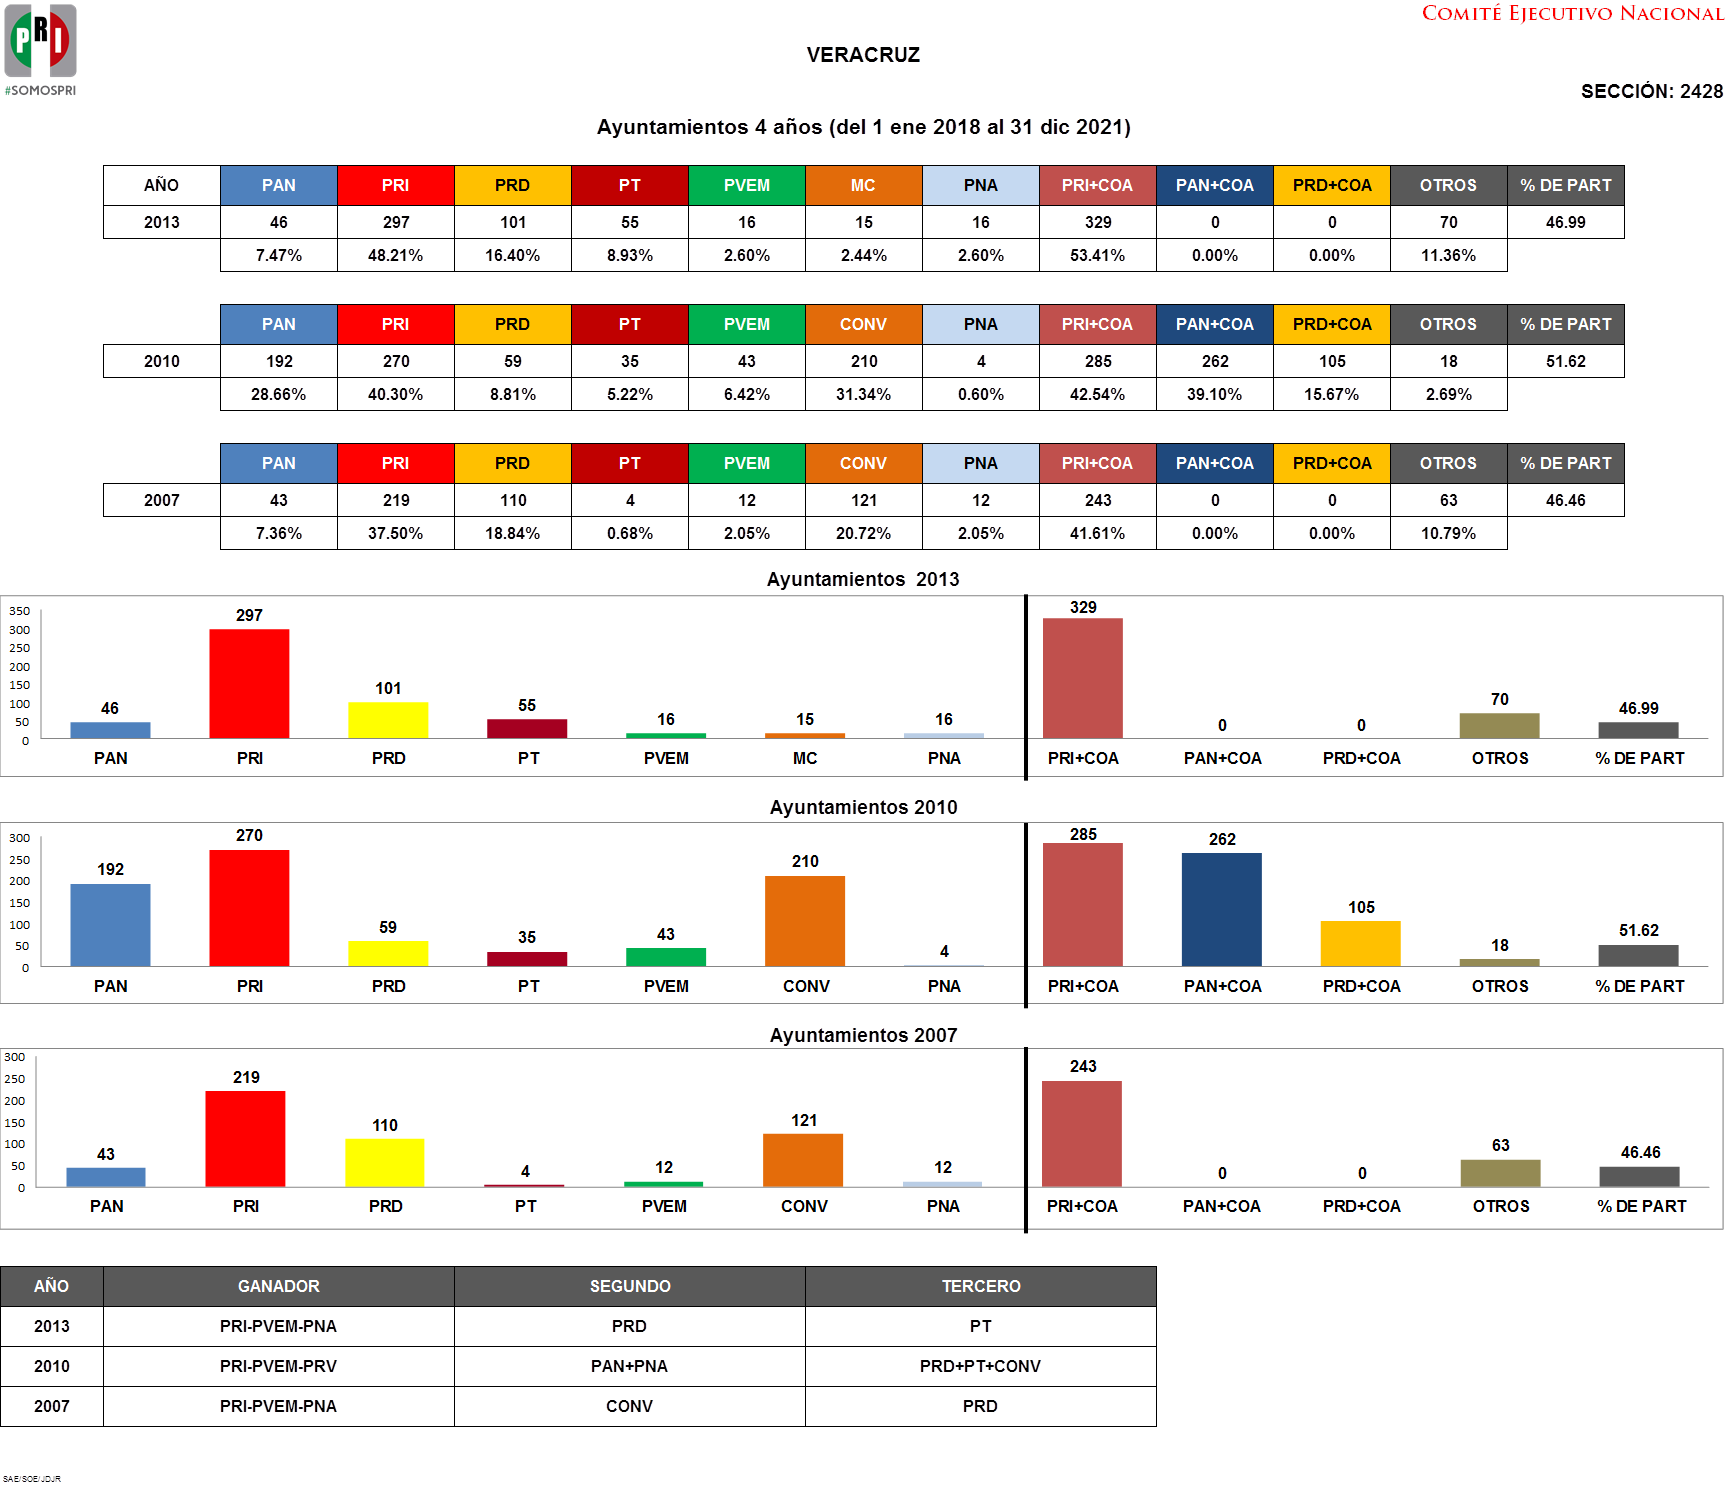 PRI
#SOMOSPRI
COMITÉ EJECUTIVO NACIONAL
VERACRUZ
SECCIÓN: 2428
Ayuntamientos 4 años (del 1 ene 2018 al 31 dic 2021)
AÑO PAN PRI PRD PT PVEM MC PNA PRI+COA PAN+COA PRD+COA OTROS % DE PART
2013 46 297 101 55 16 15 16 329 0 0 70 46.99
7.47% 48.21% 16.40% 8.93% 2.60% 2.44% 2.60% 53.41% 0.00% 0.00% 11.36%
PAN PRI PRD PT PVEM CONV PNA PRI+COA PAN+COA PRD+COA OTROS % DE PART
2010 192 270 59 35 43 210 4 285 262 105 18 51.62
28.66% 40.30% 8.81% 5.22% 6.42% 31.34% 0.60% 42.54% 39.10% 15.67% 2.69%
PAN PRI PRD PT PVEM CONV PNA PRI+COA PAN+COA PRD+COA OTROS % DE PART
2007 43 219 110 4 12 121 12 243 0 0 63 46.46
7.36% 37.50% 18.84% 0.68% 2.05% 20.72% 2.05% 41.61% 0.00% 0.00% 10.79%
Ayuntamientos 2013
350
300
250
200
150
100
50
0
46 297 101 55 16 15 16 329 0 0 70 46.99
PAN PRI PRD PT PVEM MC PNA PRI+COA PAN+COA PRD+COA OTROS % DE PART
Ayuntamientos 2010
300
250
200
150
100
50
0
192 270 59 35 43 210 4 285 262 105 18 51.62
PAN PRI PRD PT PVEM CONV PNA PRI+COA PAN+COA PRD+COA OTROS % DE PART
Ayuntamientos 2007
300
250
200
150
100
50
0
43 219 110 4 12 121 12 243 0 0 63 46.46
PAN PRI PRD PT PVEM CONV PNA PRI+COA PAN+COA PRD+COA OTROS % DE PART
AÑO GANADOR SEGUNDO TERCERO
2013 PRI-PVEM-PNA PRD PT
2010 PRI-PVEM-PRV PAN+PNA PRD+PT+CONV
2007 PRI-PVEM-PNA CONV PRD
SAE/SOE/JDJR